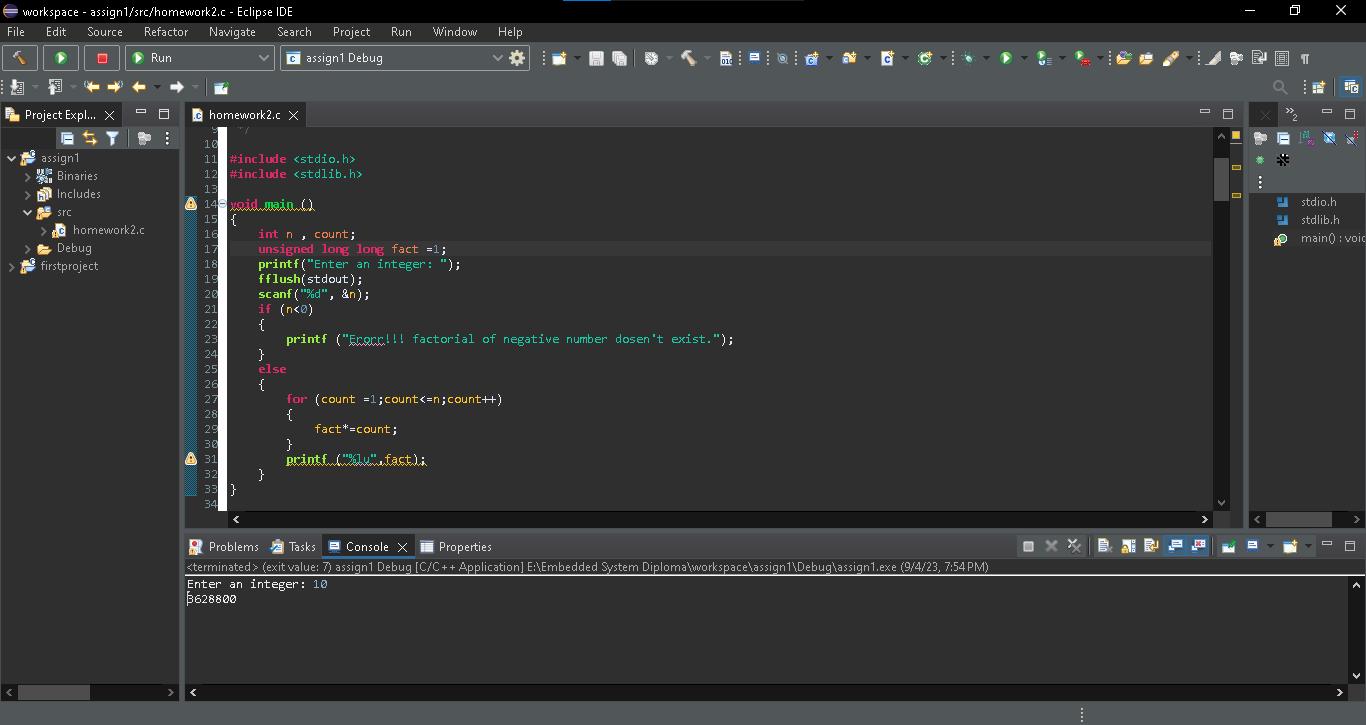 workspace - assign1/src/homework2.c - Eclipse IDE
File Edit Source Refactor Navigate Search Project Run Window Help
Run
assign1 Debug
010
Project Expl...
homework2.c
2
assign1
Binaries
Includes
src
homework2.c
Debug
firstproject
9 */
10
11 #include <stdio.h>
12 #include <stdlib.h>
13
14 void main ()
15 {
16 int n , count;
17 unsigned long long fact =1;
18 printf("Enter an integer: ");
19 fflush(stdout);
20 scanf("%d", &n);
21 if (n<0)
22 {
23 printf ("Erorr!!! factorial of negative number dosen't exist.");
24 }
25 else
26 {
27 for (count =1;count<=n;count++)
28 {
29 fact*=count;
30 }
31 printf ("%lu",fact);
32 }
33 }
34
stdio.h
stdlib.h
main() : voic
Problems Tasks Console Properties
<terminated> (exit value: 7) assign1 Debug [C/C++ Application] E:\Embedded System Diploma\workspace\assign1\Debug\assign1.exe (9/4/23, 7:54 PM)
Enter an integer: 10
3628800